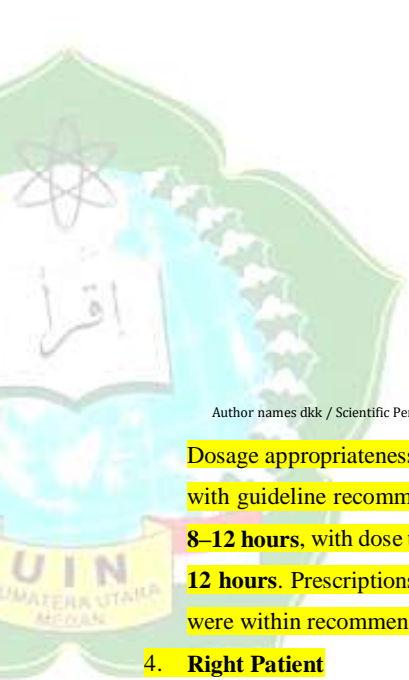 اقرأ
Author names dkk / Scientific Per
Dosage appropriateness
with guideline recomm
8–12 hours, with dose
12 hours. Prescriptions
were within recommen
UIN
SUMATERA UTARA
MEDAN
4. Right Patient